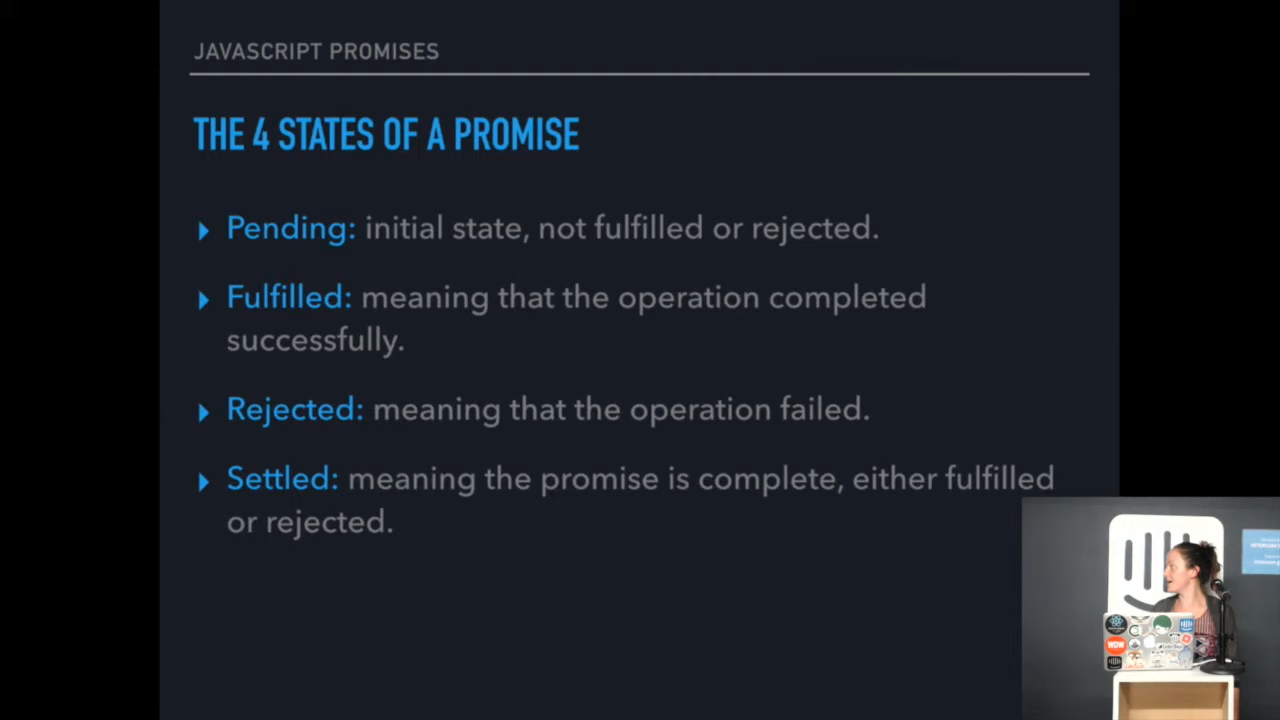 JAVASCRIPT PROMISES
THE 4 STATES OF A PROMISE
Pending: initial state, not fulfilled or rejected.
Fulfilled: meaning that the operation completed
successfully.
Rejected: meaning that the operation failed.
Settled: meaning the promise is complete, either fulfilled
or rejected.
WOW